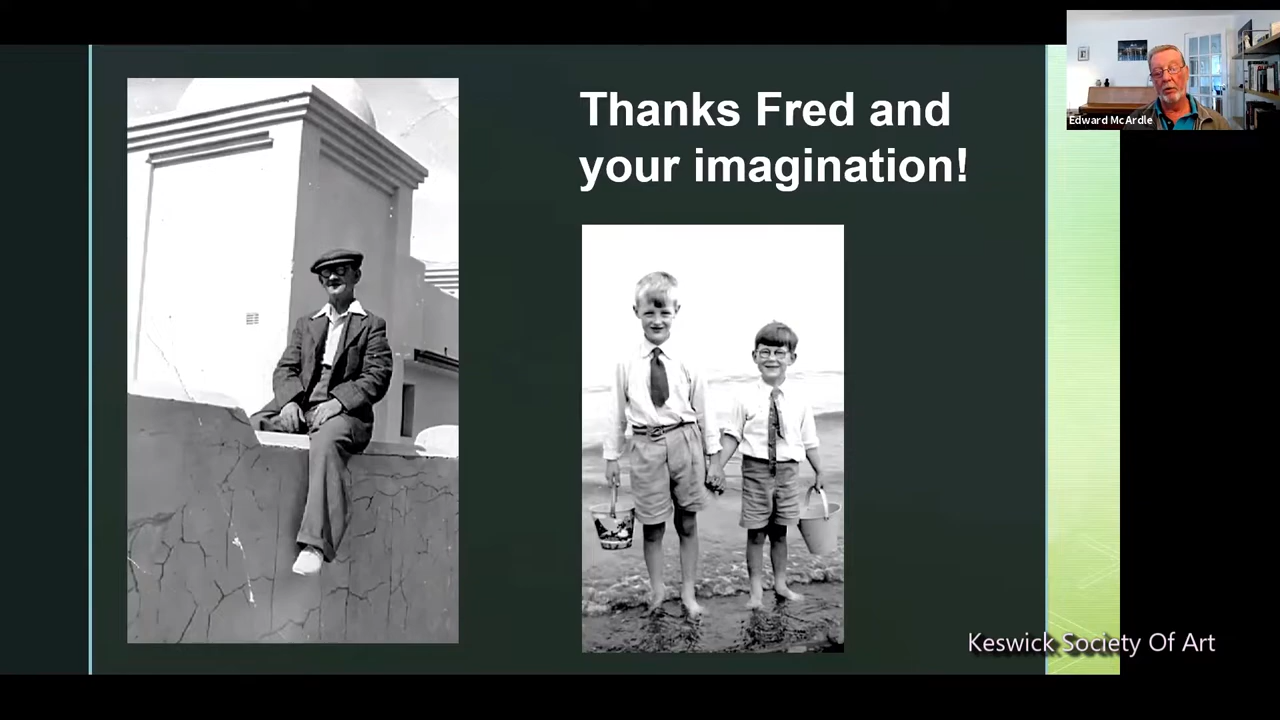 Thanks Fred and
your imagination!
Edward McArdle
Keswick Society Of Art